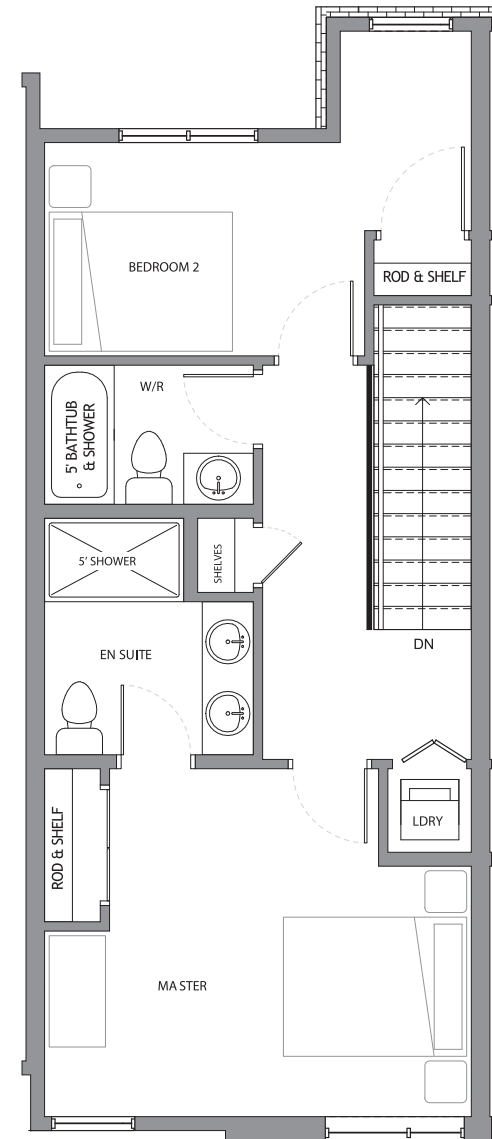 BEDROOM 2
ROD & SHELF
W/R
5' BATHTUB
& SHOWER
SHELVES
5' SHOWER
EN SUITE
DN
LDRY
ROD & SHELF
MA STER